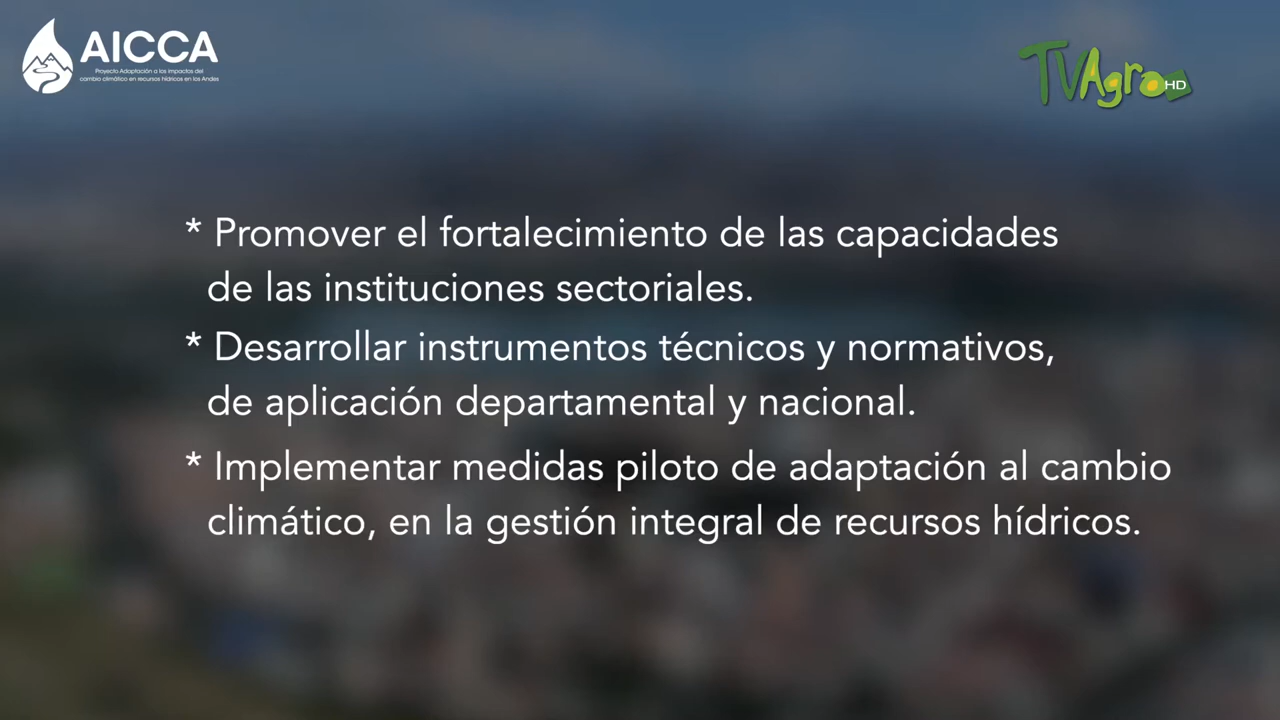 AICCA
Proyecto Adaptación a los impactos del
cambio climático en recursos hídricos en los Andes
TVAgro HD
* Promover el fortalecimiento de las capacidades
de las instituciones sectoriales.
* Desarrollar instrumentos técnicos y normativos,
de aplicación departamental y nacional.
* Implementar medidas piloto de adaptación al cambio
climático, en la gestión integral de recursos hídricos.